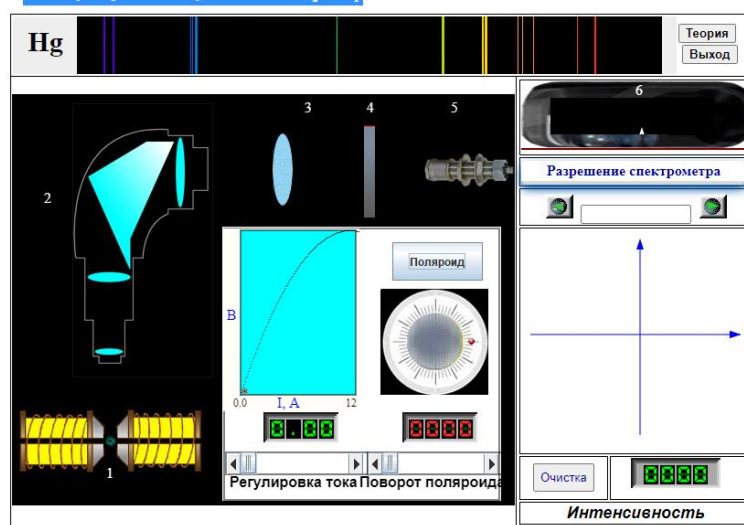 Hg
Теория
Выход
3
4
5
6
2
Разрешение спектрометра
Поляроид
B
0.0
I, A
12
0.00
0000
1
Регулировка тока
Поворот поляроида
Очистка
0000
Интенсивность